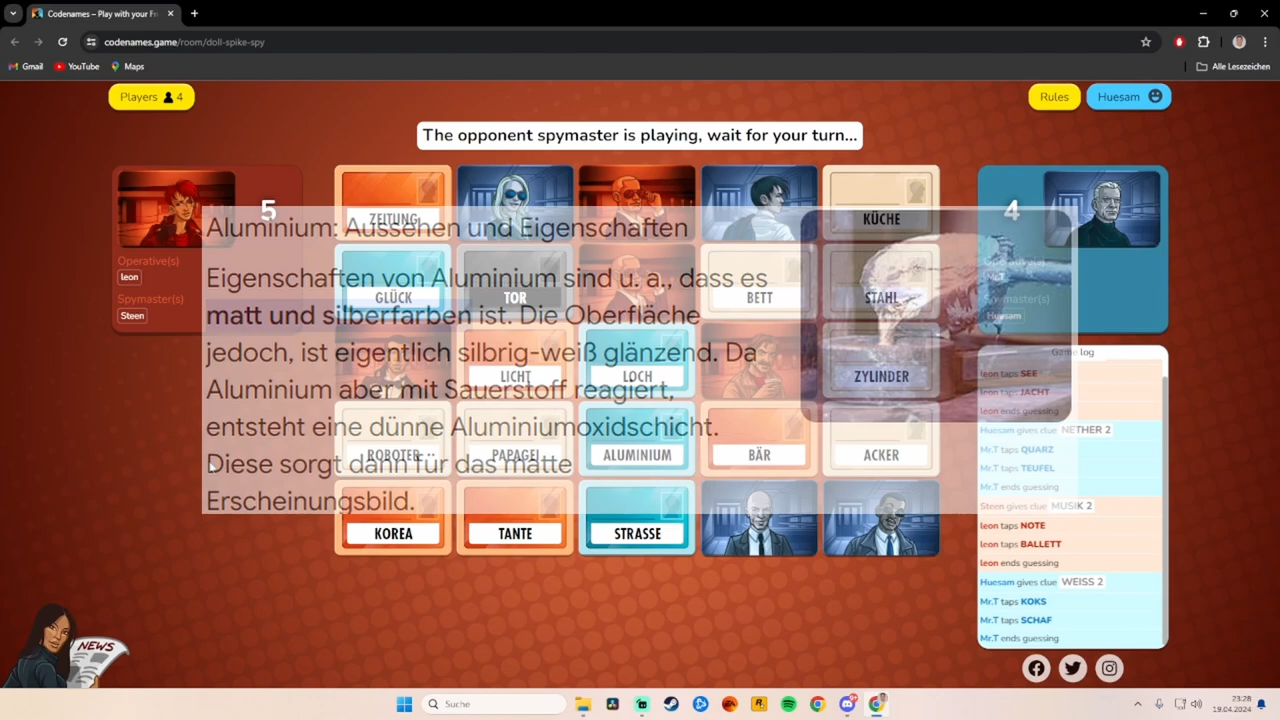 Codenames – Play with your Fr
codenames.game/room/doll-spike-spy
Gmail YouTube Maps
Alle Lesezeichen
Players 4
Rules
Huesam
The opponent spymaster is playing, wait for your turn...
5
Operative(s)
leon
Spymaster(s)
Steen
ZEITUNG
KÜCHE
GLÜCK
TOR
BETT
STAHL
LICHT
LOCH
ZYLINDER
ROBOTER
PAPAGEI
ALUMINIUM
BÄR
ACKER
KOREA
TANTE
STRASSE
Aluminium: Aussehen und Eigenschaften
Eigenschaften von Aluminium sind u. a., dass es
matt und silberfarben ist. Die Oberfläche
jedoch, ist eigentlich silbrig-weiß glänzend. Da
Aluminium aber mit Sauerstoff reagiert,
entsteht eine dünne Aluminiumoxidschicht.
Diese sorgt dann für das matte
Erscheinungsbild.
4
Operative(s)
Mr.T
Spymaster(s)
Huesam
Game log
leon taps SEE
leon taps JACHT
leon ends guessing
Huesam gives clue NETHER 2
Mr.T taps QUARZ
Mr.T taps TEUFEL
Mr.T ends guessing
Steen gives clue MUSIK 2
leon taps NOTE
leon taps BALLETT
leon ends guessing
Huesam gives clue WEISS 2
Mr.T taps KOKS
Mr.T taps SCHAF
Mr.T ends guessing
NEWS
Suche
23:28
19.04.2024